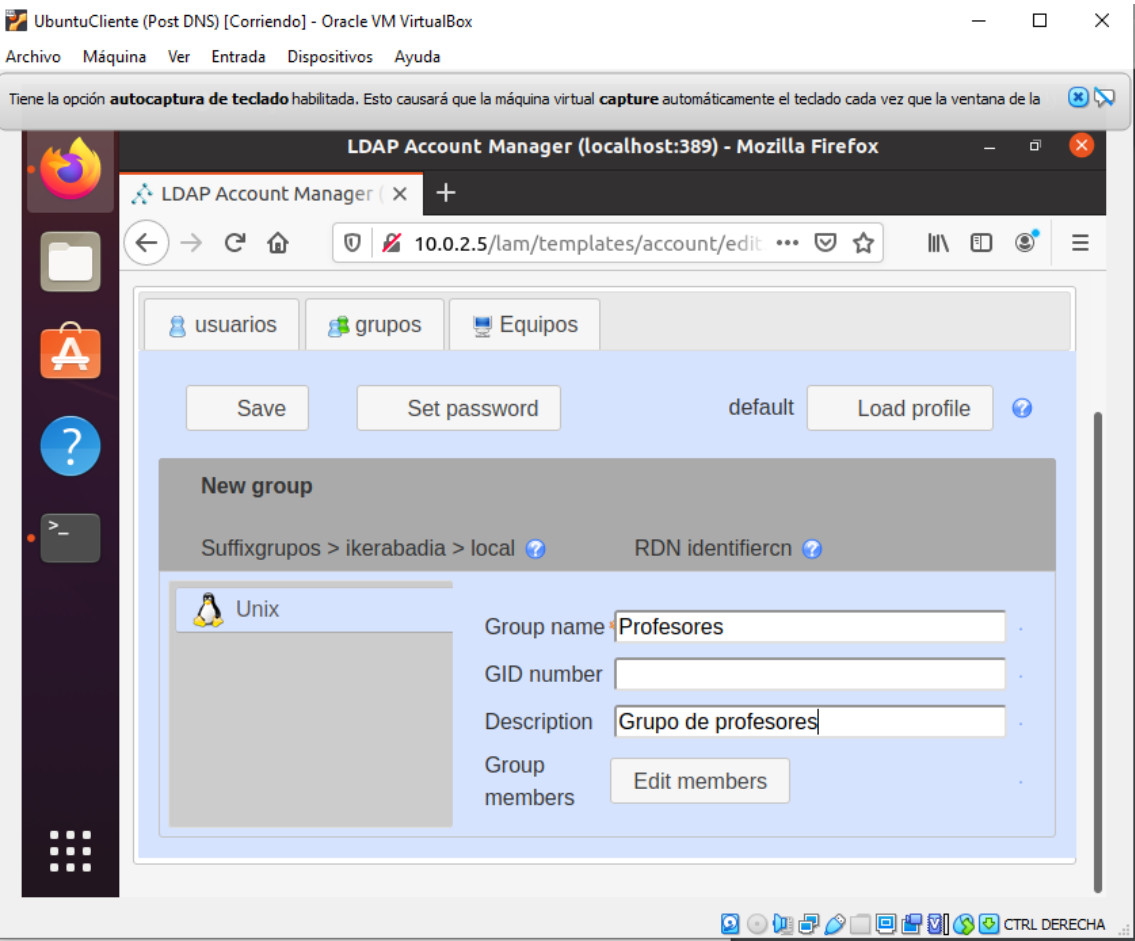 UbuntuCliente (Post DNS) [Corriendo] - Oracle VM VirtualBox
Archivo Máquina Ver Entrada Dispositivos Ayuda
Tiene la opción autocaptura de teclado habilitada. Esto causará que la máquina virtual capture automáticamente el teclado cada vez que la ventana de la
LDAP Account Manager (localhost:389) - Mozilla Firefox
LDAP Account Manager (
10.0.2.5/lam/templates/account/edit
usuarios grupos Equipos
Save Set password default Load profile
New group
Suffixgrupos > ikerabadia > local RDN identifiercn
Unix
Group name* Profesores
GID number
Description Grupo de profesores
Group members Edit members
CTRL DERECHA